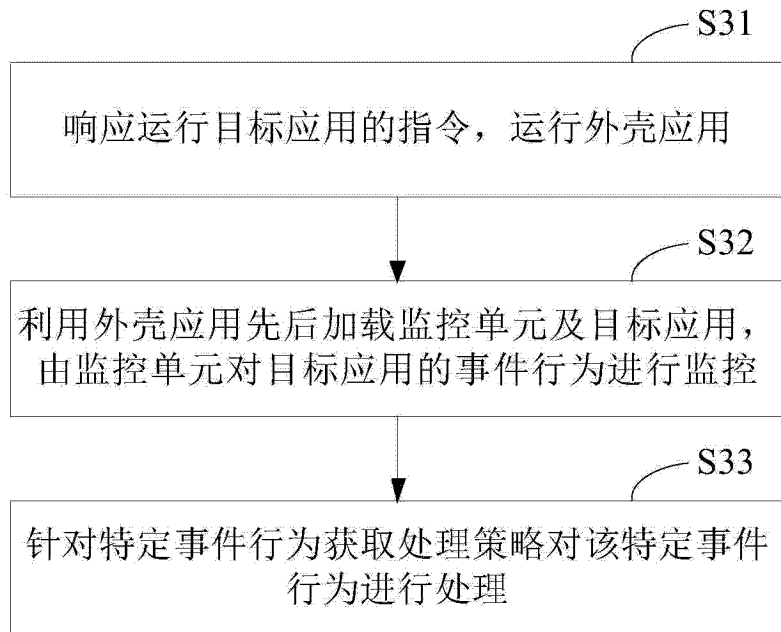 S31
响应运行目标应用的指令，运行外壳应用
S32
利用外壳应用先后加载监控单元及目标应用，
由监控单元对目标应用的事件行为进行监控
S33
针对特定事件行为获取处理策略对该特定事件
行为进行处理